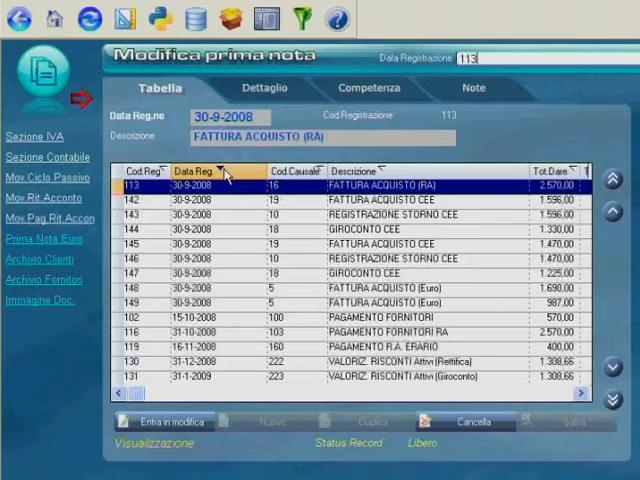 Modifica prima nota
Data Registrazione 113
Tabella Dettaglio Competenza Note
Data Reg.ne 30-9-2008 Cod.Registrazione 113
Descrizione FATTURA ACQUISTO (RA)
Sezione IVA
Sezione Contabile
Mov.Ciclo Passivo
Mov.Rit.Acconto
Mov.Pag.Rit.Accon
Prima Nota Euro
Archivio Clienti
Archivio Fornitori
Immagine Doc.
Cod.Reg Data Reg. Cod.Causale Descrizione Tot.Dare T
113 30-9-2008 16 FATTURA ACQUISTO (RA) 2.570,00
142 30-9-2008 19 FATTURA ACQUISTO CEE 1.596,00
143 30-9-2008 10 REGISTRAZIONE STORNO CEE 1.596,00
144 30-9-2008 18 GIROCONTO CEE 1.330,00
145 30-9-2008 19 FATTURA ACQUISTO CEE 1.470,00
146 30-9-2008 10 REGISTRAZIONE STORNO CEE 1.470,00
147 30-9-2008 18 GIROCONTO CEE 1.225,00
148 30-9-2008 5 FATTURA ACQUISTO (Euro) 1.690,00
149 30-9-2008 5 FATTURA ACQUISTO (Euro) 987,00
102 15-10-2008 100 PAGAMENTO FORNITORI 570,00
116 31-10-2008 103 PAGAMENTO FORNITORI RA 2.570,00
119 16-11-2008 160 PAGAMENTO R.A. ERARIO 400,00
130 31-12-2008 222 VALORIZ. RISCONTI Attivi (Rettifica) 1.308,66
131 31-1-2009 223 VALORIZ. RISCONTI Attivi (Giroconto) 1.308,66
Entra in modifica Nuovo Duplica Cancella Salva
Visualizzazione Status Record Libero